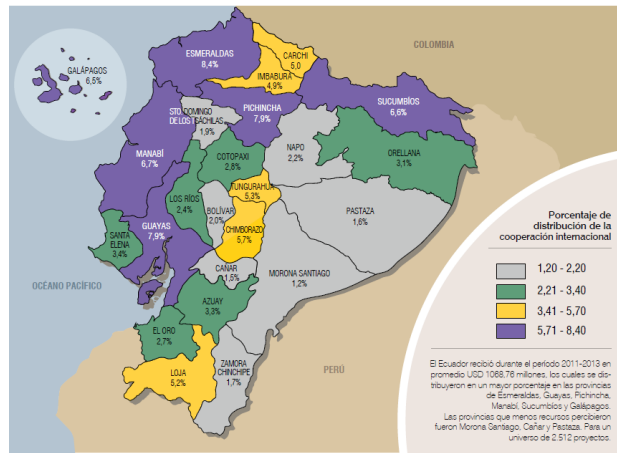 COLOMBIA
ESMERALDAS
8,4%
CARCHI
5,0
GALÁPAGOS
6,5%
IMBABURA
4,9%
SUCUMBÍOS
6,6%
PICHINCHA
7,9%
STO. DOMINGO
DE LOS TSÁCHILAS
1,9%
NAPO
2,2%
ORELLANA
3,1%
MANABÍ
6,7%
COTOPAXI
2,8%
TUNGURAHUA
5,3%
LOS RÍOS
2,4%
BOLÍVAR
2,0%
PASTAZA
1,6%
GUAYAS
7,9%
CHIMBORAZO
5,7%
SANTA
ELENA
3,4%
CAÑAR
1,5%
MORONA SANTIAGO
1,2%
OCÉANO PACÍFICO
AZUAY
3,3%
EL ORO
2,7%
LOJA
5,2%
ZAMORA
CHINCHIPE
1,7%
PERÚ
Porcentaje de
distribución de la
cooperación internacional
1,20 - 2,20
2,21 - 3,40
3,41 - 5,70
5,71 - 8,40
El Ecuador recibió durante el periodo 2011-2013 en
promedio USD 1068,76 millones, los cuales se dis-
tribuyeron en un mayor porcentaje en las provincias
de Esmeraldas, Guayas, Pichincha,
Manabí, Sucumbíos y Galápagos.
Las provincias que menos recursos percibieron
fueron Morona Santiago, Cañar y Pastaza. Para un
universo de 2.512 proyectos.